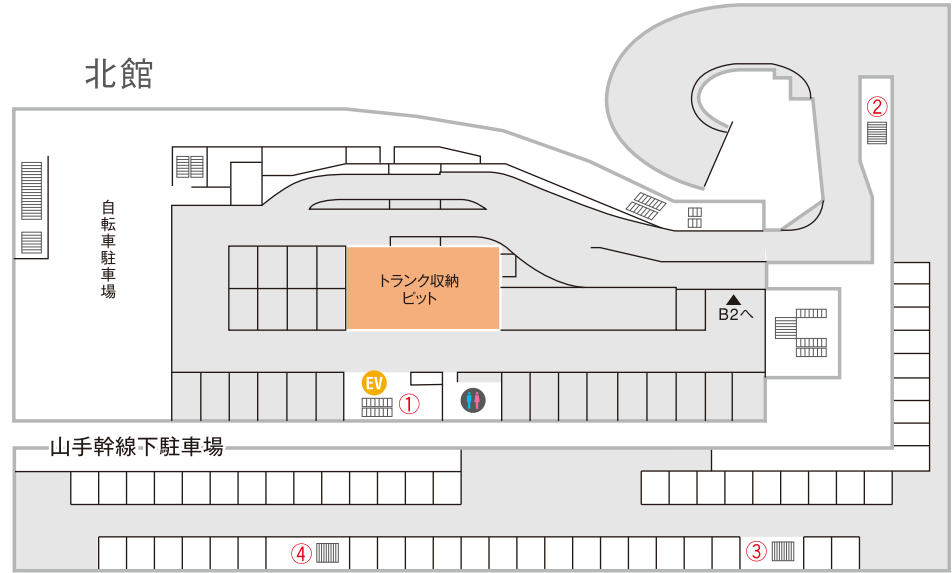 北館
②
自転車駐車場
トランク収納
ピット
B2へ
EV
①
山手幹線下駐車場
④
③